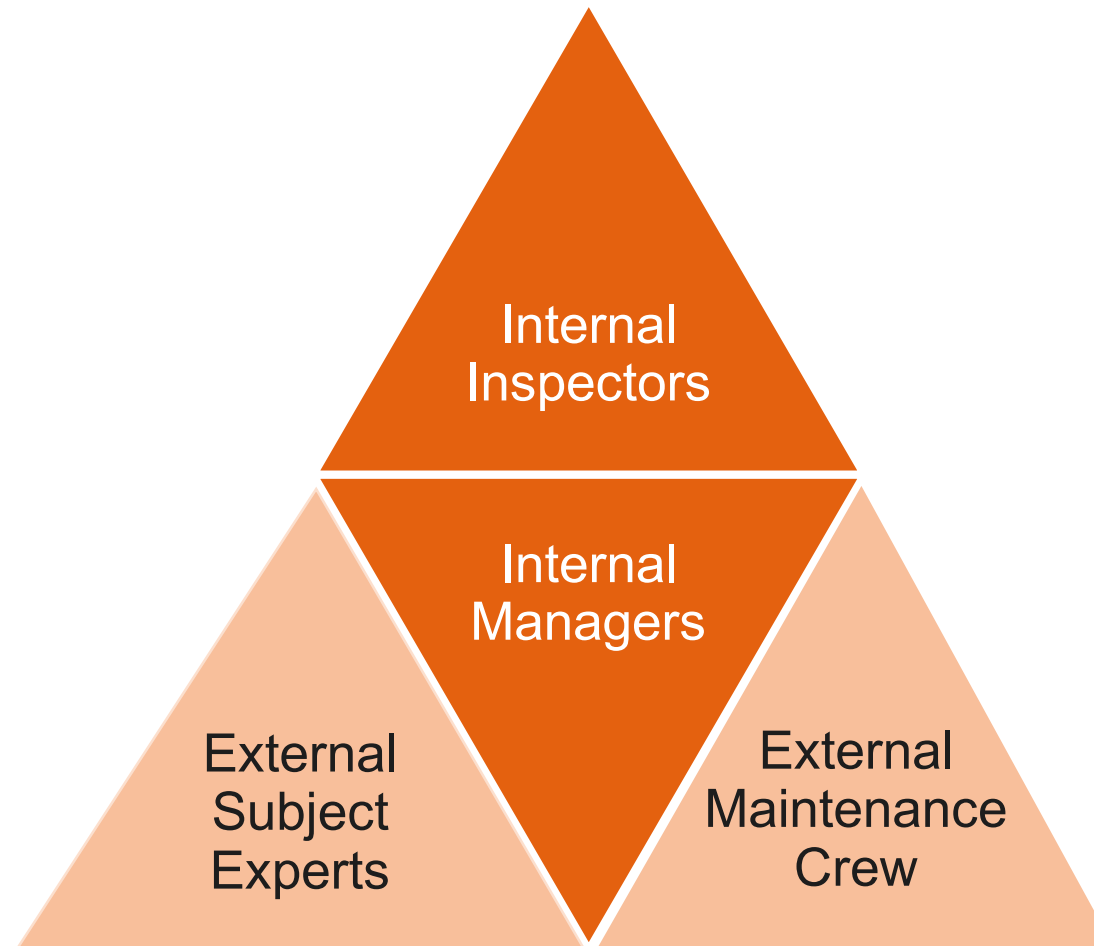 Internal
Inspectors
Internal
Managers
External
Subject
Experts
External
Maintenance
Crew